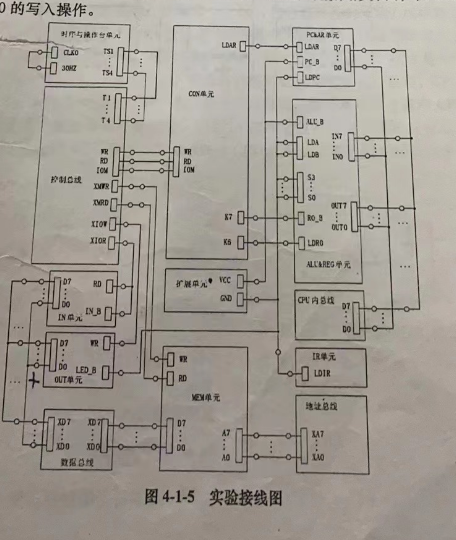 0 的写入操作。
时序与操作台单元
CLK0
30HZ
TS1
TS4
T1
T4
控制总线
WR
RD
IOM
XMWR
XMRD
XIOW
XIOR
CON单元
LDAR
WR
RD
IOM
K7
K6
扩展单元
VCC
GND
PC&AR单元
LDAR
PC_B
LDPC
D7
D0
ALU_B
LDA
LDB
S3
S0
RO_B
LDR0
IN7
IN0
OUT7
OUT0
ALU&REG单元
CPU内总线
D7
D0
IR单元
LDIR
D7
D0
RD
IN_B
IN单元
D7
D0
WR
LED_B
OUT单元
XD7
XD0
XD7
XD0
数据总线
WR
RD
MEM单元
D7
D0
A7
A0
地址总线
XA7
XA0
图 4-1-5 实验接线图